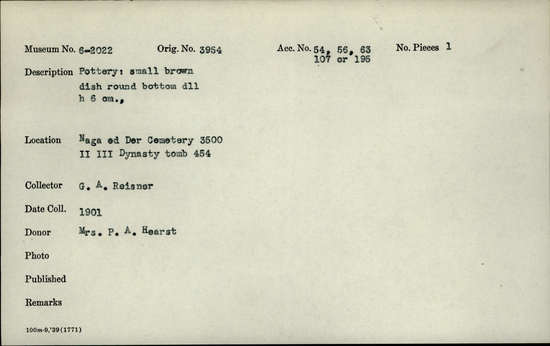 Museum No. 6-2022 Orig. No. 3954 Acc. No. 54, 56, 63 No. Pieces 1
107 or 195
Description Pottery: small brown
dish round bottom d11
h 6 cm.,
Location Naga ed Der Cemetery 3500
II III Dynasty tomb 454
Collector G. A. Reisner
Date Coll. 1901
Donor Mrs. P. A. Hearst
Photo
Published
Remarks
100m-9,'39(1771)